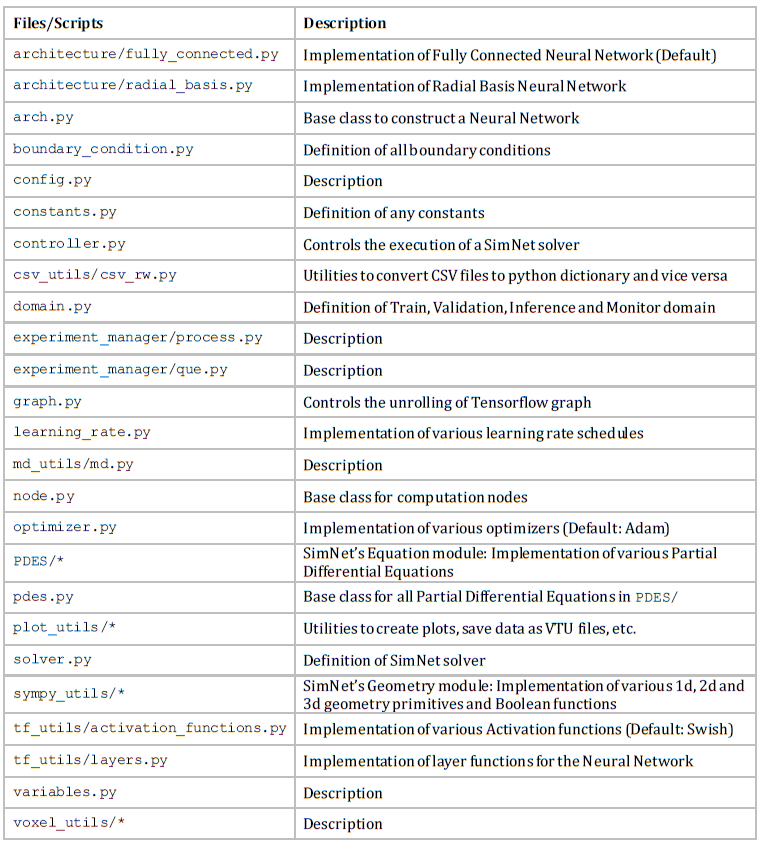 Files/Scripts Description
architecture/fully_connected.py Implementation of Fully Connected Neural Network (Default)
architecture/radial_basis.py Implementation of Radial Basis Neural Network
arch.py Base class to construct a Neural Network
boundary_condition.py Definition of all boundary conditions
config.py Description
constants.py Definition of any constants
controller.py Controls the execution of a SimNet solver
csv_utils/csv_rw.py Utilities to convert CSV files to python dictionary and vice versa
domain.py Definition of Train, Validation, Inference and Monitor domain
experiment_manager/process.py Description
experiment_manager/que.py Description
graph.py Controls the unrolling of Tensorflow graph
learning_rate.py Implementation of various learning rate schedules
md_utils/md.py Description
node.py Base class for computation nodes
optimizer.py Implementation of various optimizers (Default: Adam)
PDES/* SimNet's Equation module: Implementation of various Partial
Differential Equations
pdes.py Base class for all Partial Differential Equations in PDES/
plot_utils/* Utilities to create plots, save data as VTU files, etc.
solver.py Definition of SimNet solver
sympy_utils/* SimNet's Geometry module: Implementation of various 1d, 2d and
3d geometry primitives and Boolean functions
tf_utils/activation_functions.py Implementation of various Activation functions (Default: Swish)
tf_utils/layers.py Implementation of layer functions for the Neural Network
variables.py Description
voxel_utils/* Description